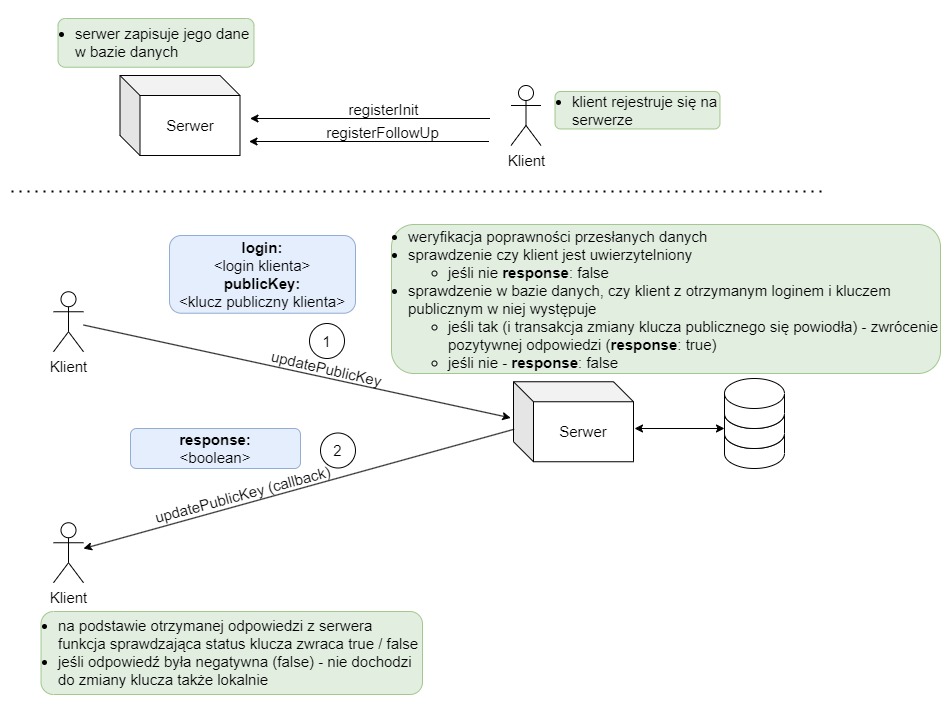 serwer zapisuje jego dane
w bazie danych
Serwer
registerInit
registerFollowUp
Klient
klient rejestruje się na
serwerze
login:
<login klienta>
publicKey:
<klucz publiczny klienta>
weryfikacja poprawności przesłanych danych
sprawdzenie czy klient jest uwierzytelniony
jeśli nie response: false
sprawdzenie w bazie danych, czy klient z otrzymanym loginem i kluczem
publicznym w niej występuje
jeśli tak (i transakcja zmiany klucza publicznego się powiodła) - zwrócenie
pozytywnej odpowiedzi (response: true)
jeśli nie - response: false
Klient
1
updatePublicKey
Serwer
response:
<boolean>
2
updatePublicKey (callback)
Klient
na podstawie otrzymanej odpowiedzi z serwera
funkcja sprawdzająca status klucza zwraca true / false
jeśli odpowiedź była negatywna (false) - nie dochodzi
do zmiany klucza także lokalnie